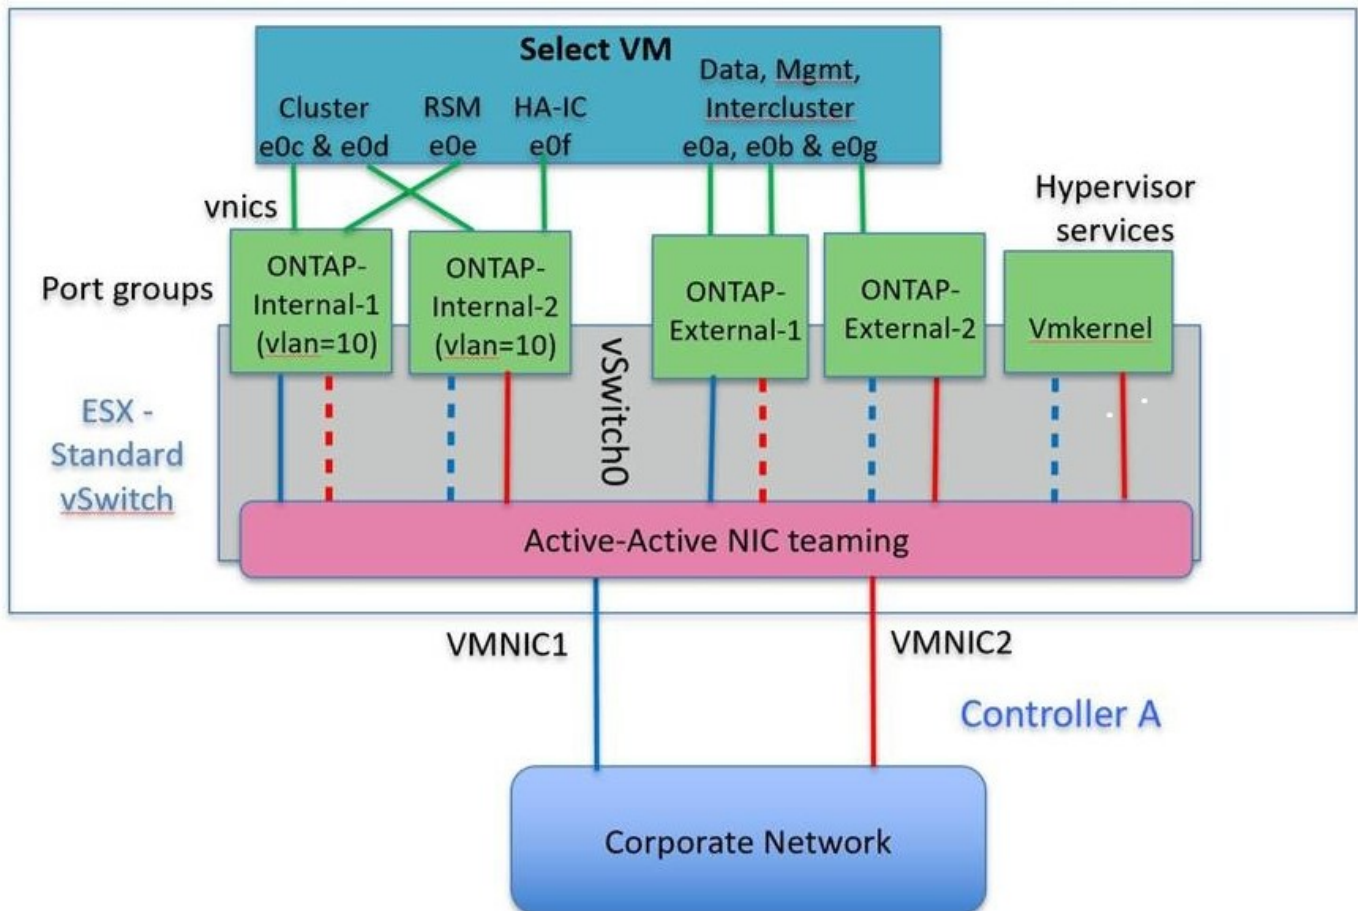 Select VM
Cluster
e0c & e0d
RSM
e0e
HA-IC
e0f
Data, Mgmt,
Intercluster
e0a, e0b & e0g
vnics
Hypervisor
services
Port groups
ONTAP-
Internal-1
(vlan=10)
ONTAP-
Internal-2
(vlan=10)
vSwitch0
ONTAP-
External-1
ONTAP-
External-2
Vmkernel
ESX -
Standard
vSwitch
Active-Active NIC teaming
VMNIC1
VMNIC2
Controller A
Corporate Network